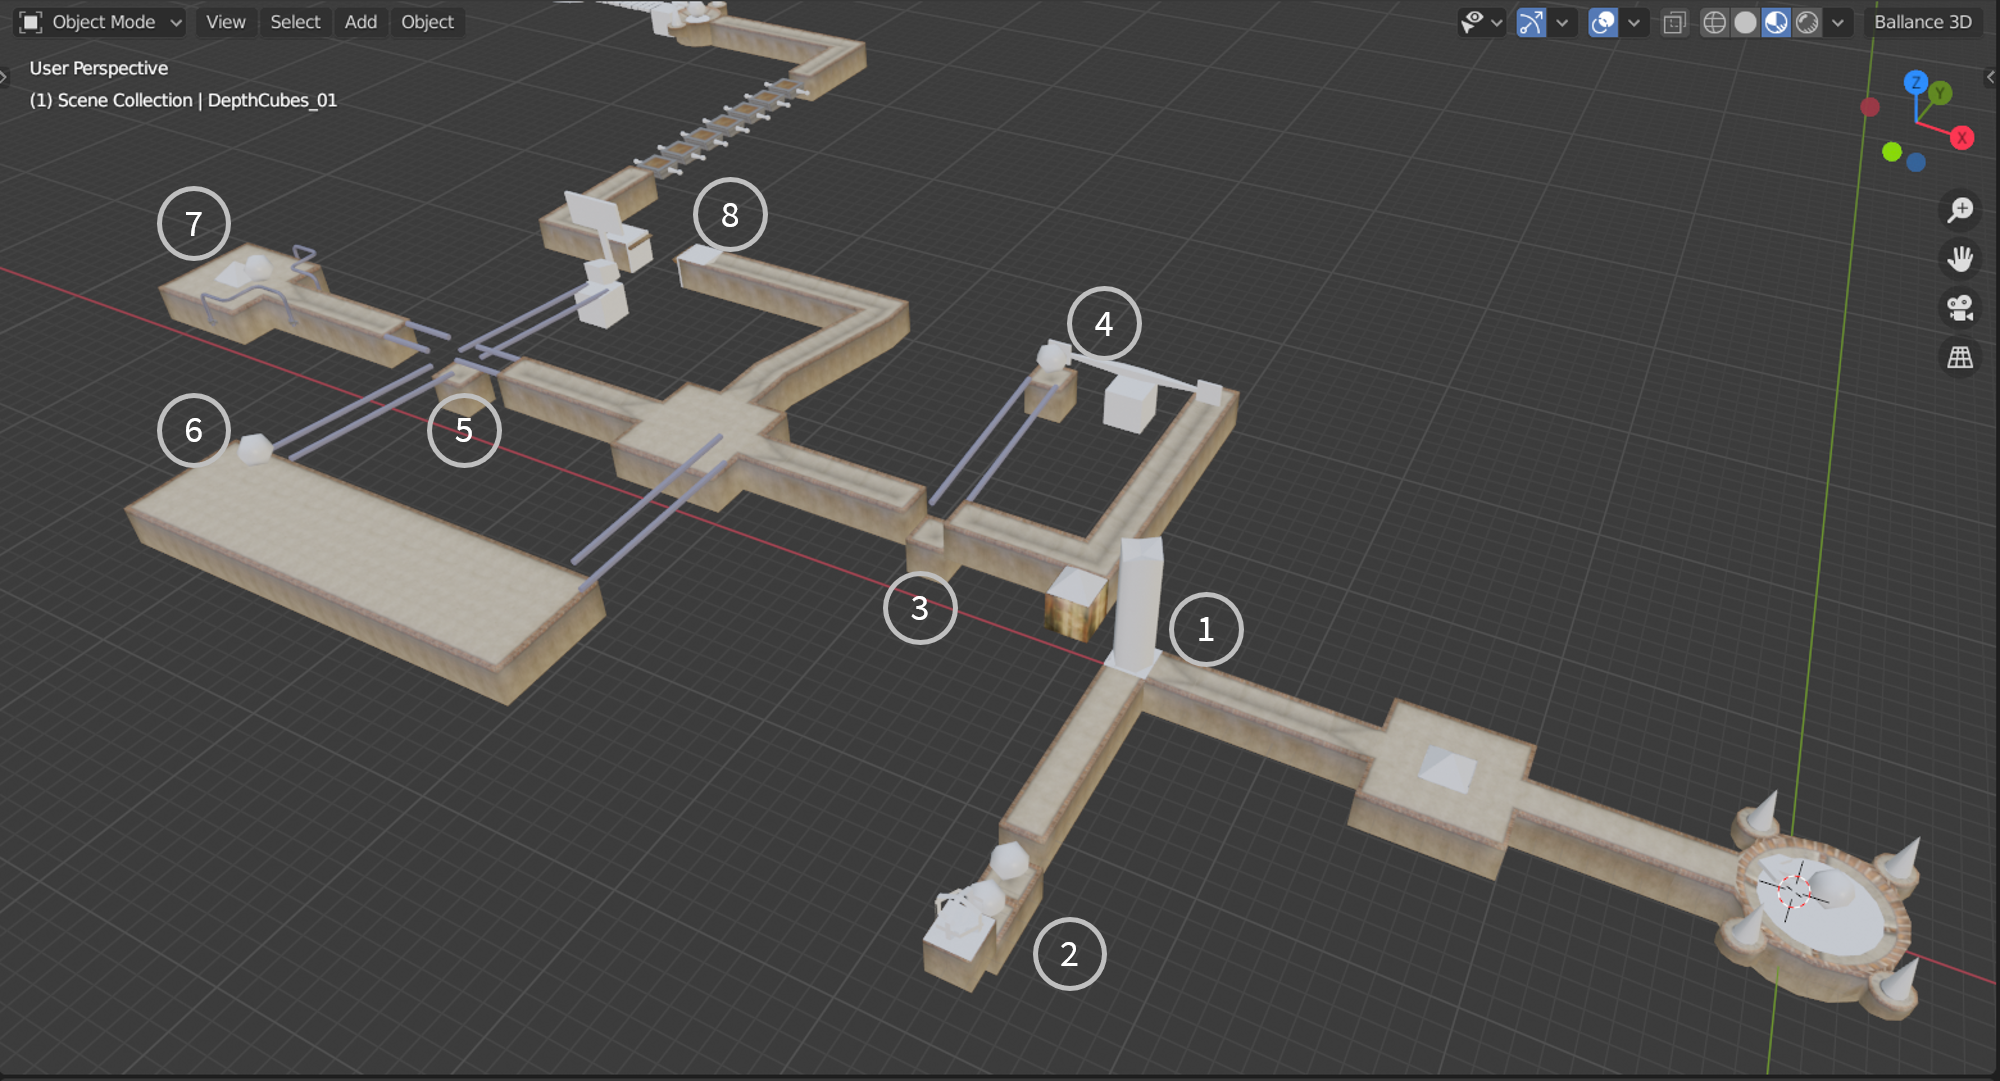 Object Mode View Select Add Object Ballance 3D
User Perspective
(1) Scene Collection | DepthCubes_01
Z
Y
X
7
8
4
6
5
3
1
2